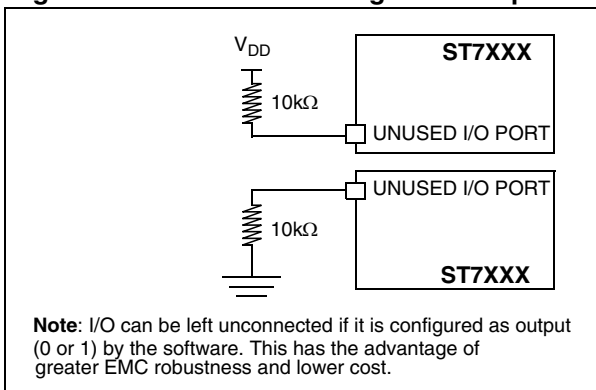 V_DD
ST7XXX
10kΩ
UNUSED I/O PORT
UNUSED I/O PORT
10kΩ
ST7XXX
Note: I/O can be left unconnected if it is configured as output
(0 or 1) by the software. This has the advantage of
greater EMC robustness and lower cost.